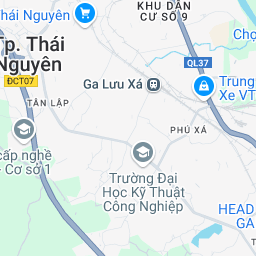 hái Nguyên
KHU DÂN
CƯ SỐ 9
Chợ
Tp. Thái
Nguyên
ĐCT07
Ga Lưu Xá
QL37
Trung
Xe VT
TÂN LẬP
PHÚ XÁ
cấp nghề
- Cơ sở 1
Trường Đại
Học Kỹ Thuật
Công Nghiệp
HEAD
GA